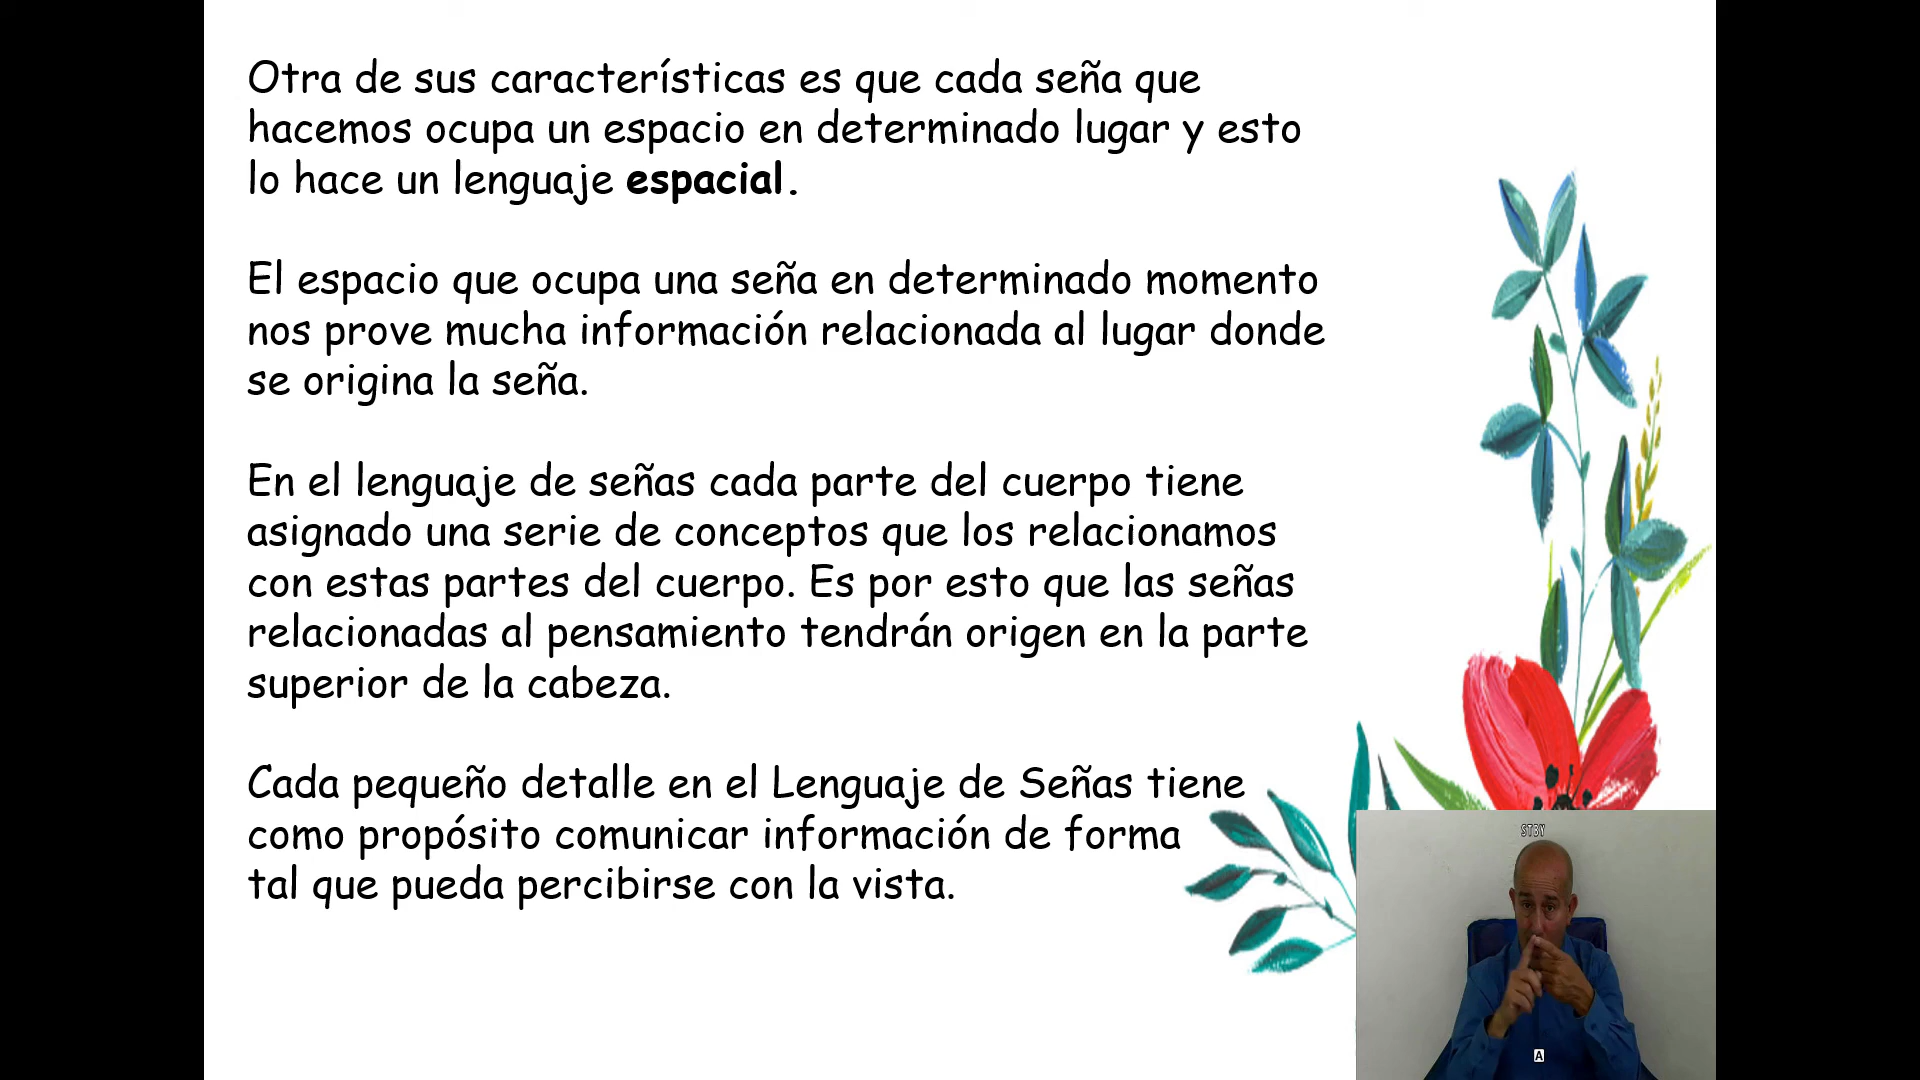 Otra de sus características es que cada seña que
hacemos ocupa un espacio en determinado lugar y esto
lo hace un lenguaje espacial.
El espacio que ocupa una seña en determinado momento
nos prove mucha información relacionada al lugar donde
se origina la seña.
En el lenguaje de señas cada parte del cuerpo tiene
asignado una serie de conceptos que los relacionamos
con estas partes del cuerpo. Es por esto que las señas
relacionadas al pensamiento tendrán origen en la parte
superior de la cabeza.
Cada pequeño detalle en el Lenguaje de Señas tiene
como propósito comunicar información de forma
tal que pueda percibirse con la vista.
STBY
A